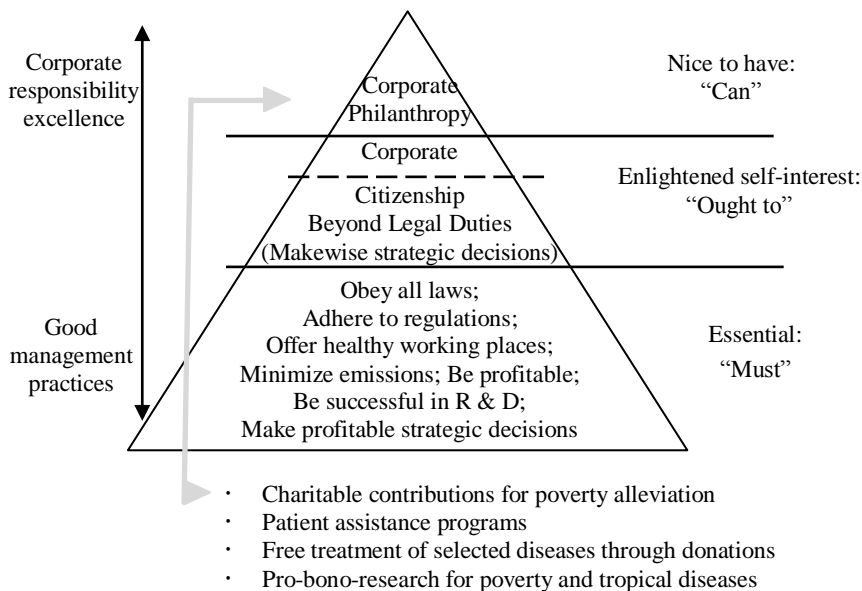 Corporate
responsibility
excellence
Good
management
practices
Corporate
Philanthropy
Corporate
Citizenship
Beyond Legal Duties
(Makewise strategic decisions)
Obey all laws;
Adhere to regulations;
Offer healthy working places;
Minimize emissions; Be profitable;
Be successful in R & D;
Make profitable strategic decisions
Nice to have:
“Can”
Enlightened self-interest:
“Ought to”
Essential:
“Must”
· Charitable contributions for poverty alleviation
· Patient assistance programs
· Free treatment of selected diseases through donations
· Pro-bono-research for poverty and tropical diseases